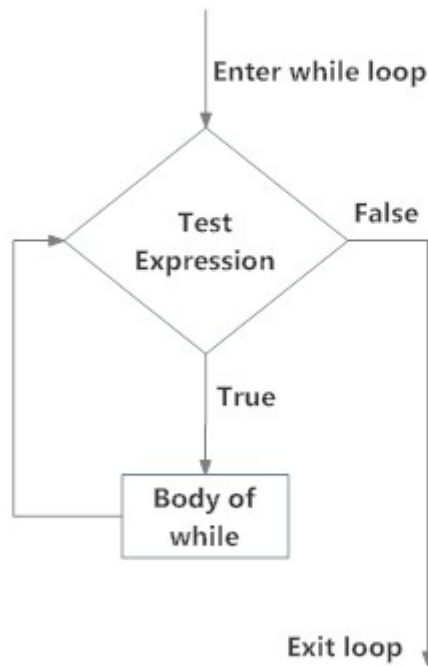 Enter while loop
Test
Expression
False
True
Body of
while
Exit loop